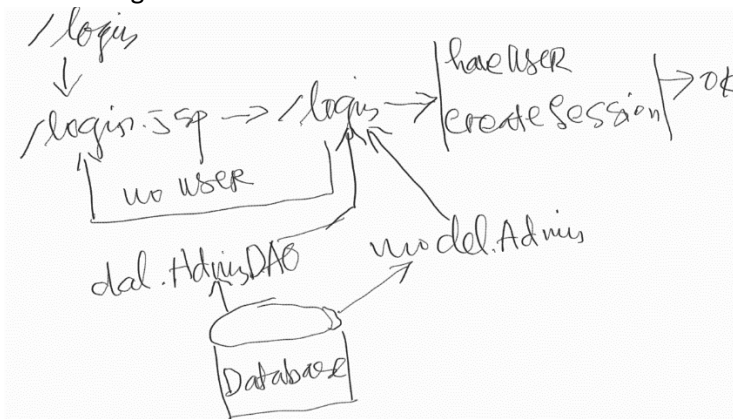 /login
/login.jsp → /login → haveUSER → OK
createSession
no user
dal.AdminDAO
model.Admin
Database